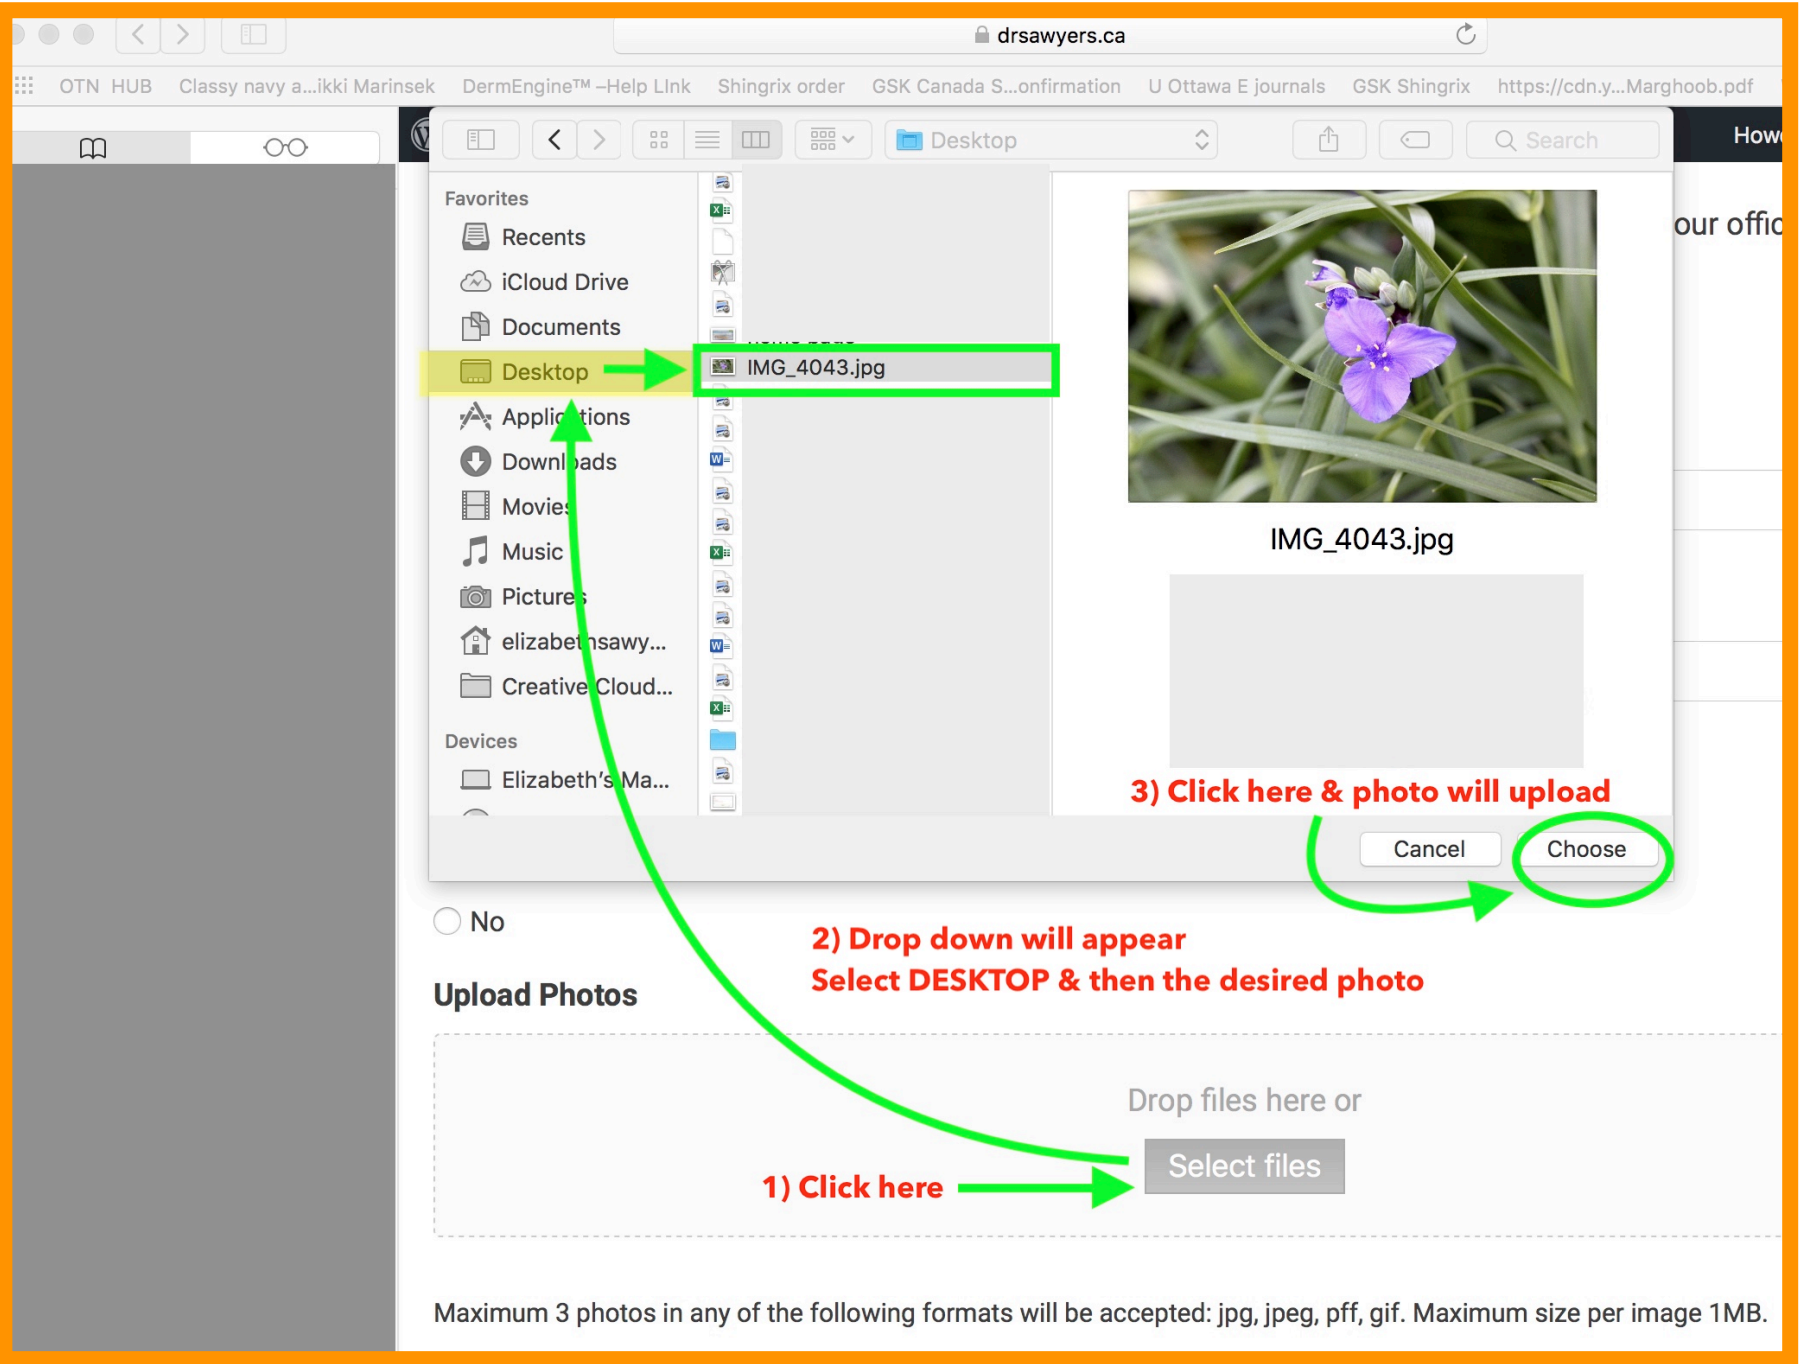 drsawyers.ca
OTN HUB Classy navy a...ikki Marinsek DermEngine™ –Help LInk Shingrix order GSK Canada S...onfirmation U Ottawa E journals GSK Shingrix https://cdn.y...Marghoob.pdf
Desktop
Search
How
Favorites
Recents
iCloud Drive
Documents
Desktop
Applications
Downloads
Movies
Music
Pictures
elizabethsawy...
Creative Cloud...
Devices
Elizabeth's Ma...
IMG_4043.jpg
IMG_4043.jpg
our offic
3) Click here & photo will upload
Cancel
Choose
No
2) Drop down will appear
Select DESKTOP & then the desired photo
Upload Photos
Drop files here or
Select files
1) Click here
Maximum 3 photos in any of the following formats will be accepted: jpg, jpeg, pff, gif. Maximum size per image 1MB.